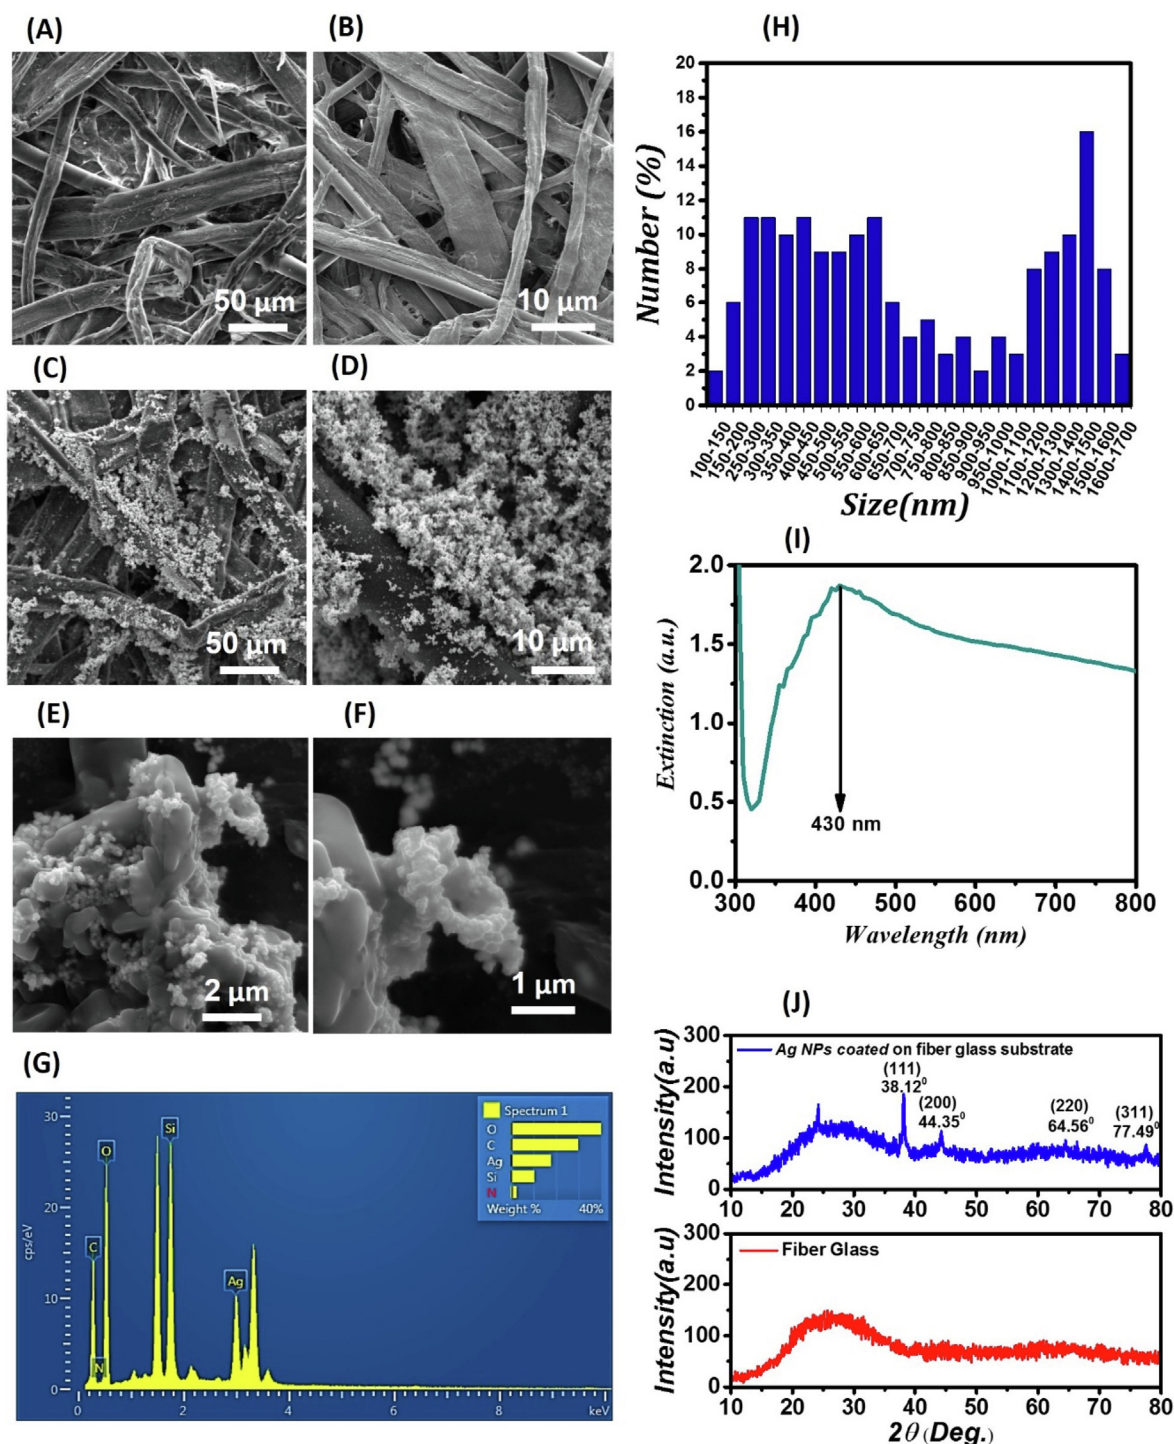 (A)
(B)
50 µm
10 µm
(C)
(D)
50 µm
10 µm
(E)
(F)
2 µm
1 µm
(G)
30
20
10
0
cps/eV
C
O
N
Si
Ag
Spectrum 1
O
C
Ag
Si
N
Weight %
40%
0
2
4
6
8
keV
(H)
20
18
16
14
12
10
8
6
4
2
0
Number (%)
100-150
150-200
250-300
300-350
350-400
400-450
450-500
500-550
550-600
600-650
600-700
650-750
700-800
750-850
800-850
850-900
900-950
950-1000
1000-1100
1100-1200
1200-1300
1300-1400
1400-1500
1500-1600
1600-1700
Size(nm)
(I)
2.0
1.5
1.0
0.5
0.0
Extinction (a.u.)
430 nm
300
400
500
600
700
800
Wavelength (nm)
(J)
300
200
100
0
Intensity(a.u)
Ag NPs coated on fiber glass substrate
(111)
38.12⁰
(200)
44.35⁰
(220)
64.56⁰
(311)
77.49⁰
10
20
30
40
50
60
70
80
300
200
100
0
Intensity(a.u)
Fiber Glass
10
20
30
40
50
60
70
80
2θ (Deg.)